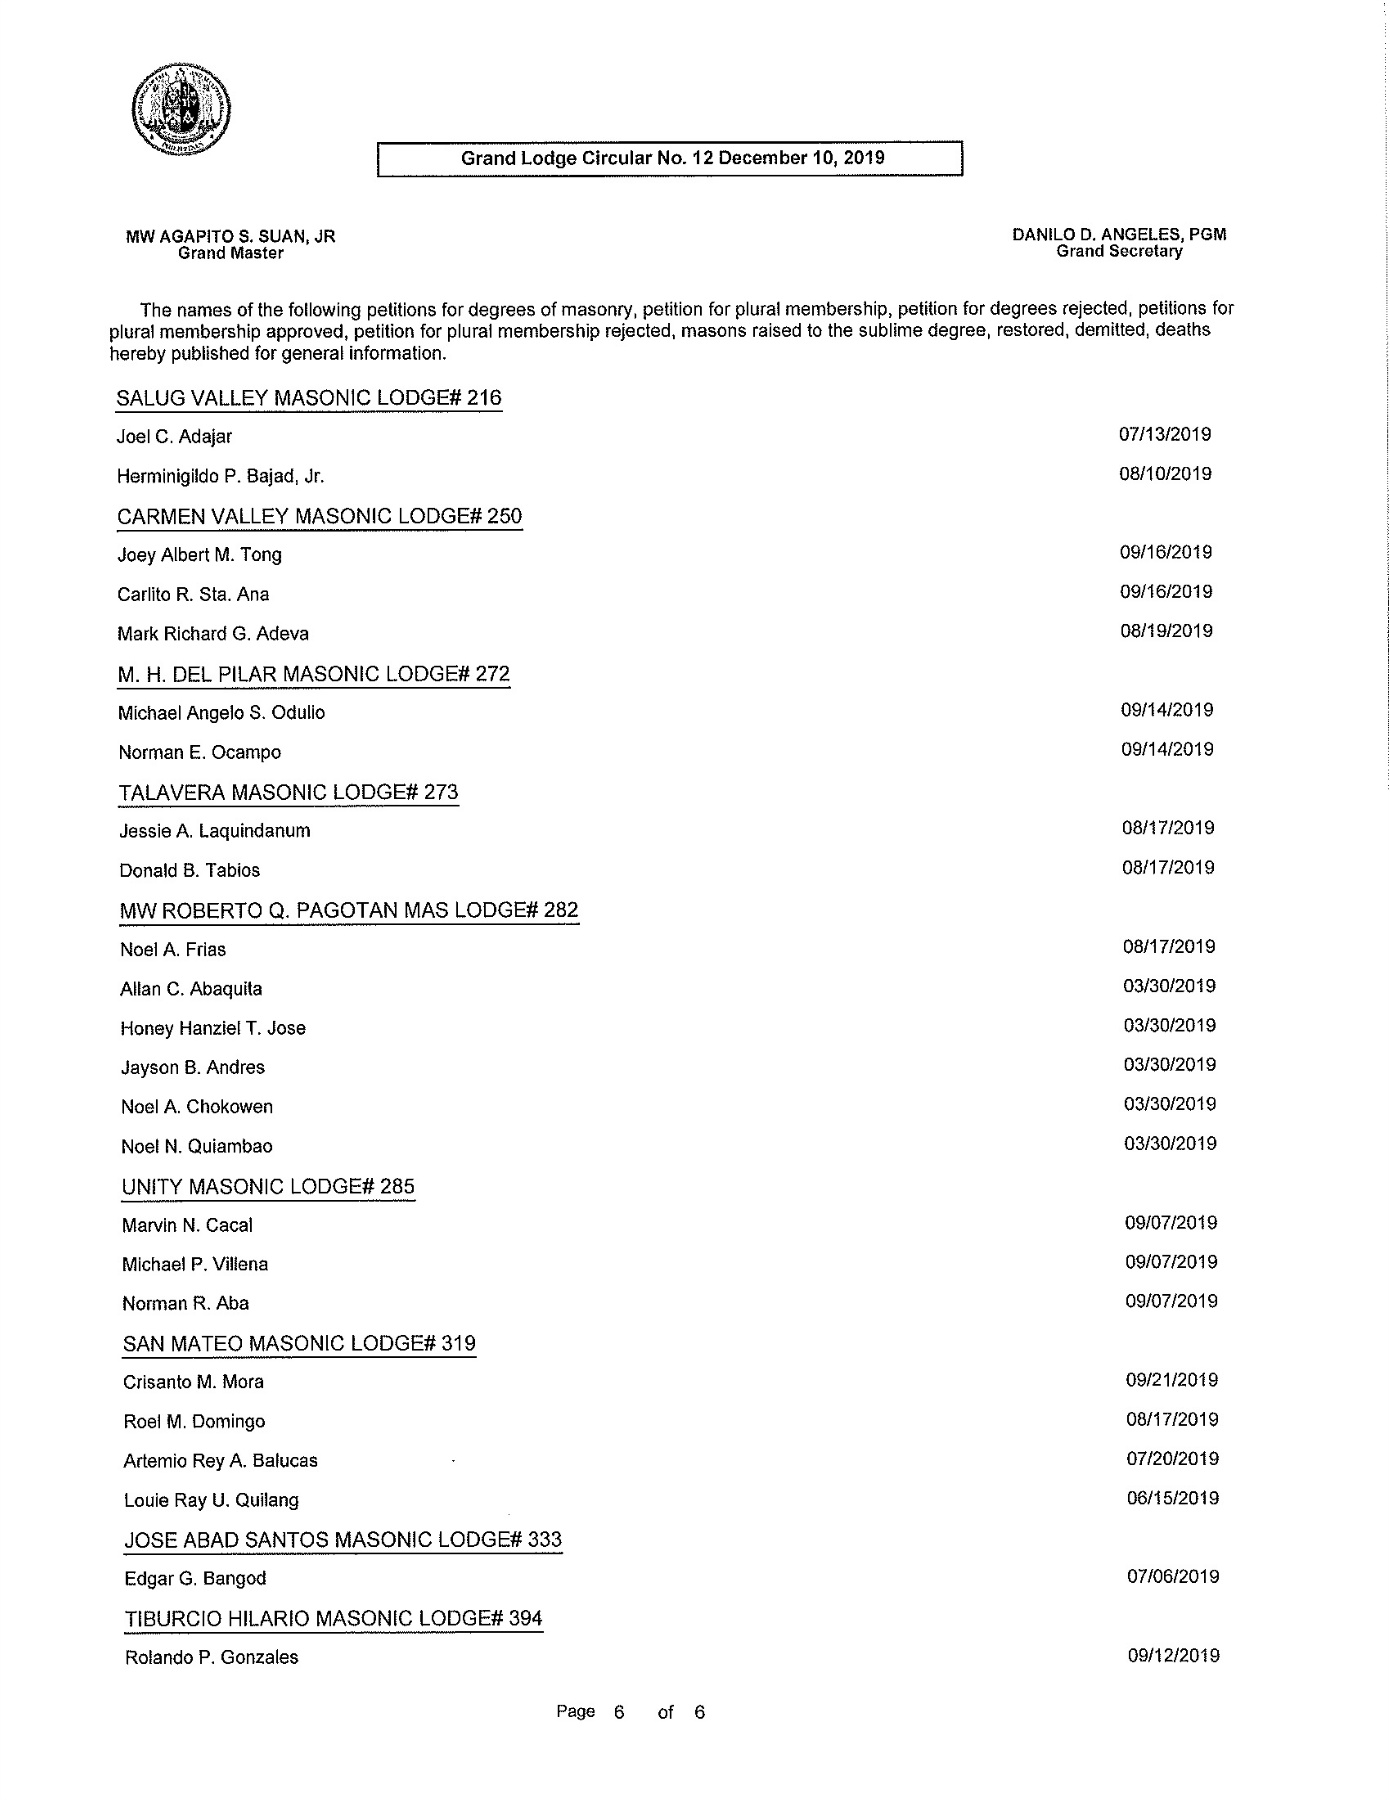 PHILIPPINES
Grand Lodge Circular No. 12 December 10, 2019
MW AGAPITO S. SUAN, JR
Grand Master
DANILO D. ANGELES, PGM
Grand Secretary
The names of the following petitions for degrees of masonry, petition for plural membership, petition for degrees rejected, petitions for
plural membership approved, petition for plural membership rejected, masons raised to the sublime degree, restored, demitted, deaths
hereby published for general information.
SALUG VALLEY MASONIC LODGE# 216
Joel C. Adajar 07/13/2019
Herminigildo P. Bajad, Jr. 08/10/2019
CARMEN VALLEY MASONIC LODGE# 250
Joey Albert M. Tong 09/16/2019
Carlito R. Sta. Ana 09/16/2019
Mark Richard G. Adeva 08/19/2019
M. H. DEL PILAR MASONIC LODGE# 272
Michael Angelo S. Odulio 09/14/2019
Norman E. Ocampo 09/14/2019
TALAVERA MASONIC LODGE# 273
Jessie A. Laquindanum 08/17/2019
Donald B. Tabios 08/17/2019
MW ROBERTO Q. PAGOTAN MAS LODGE# 282
Noel A. Frias 08/17/2019
Allan C. Abaquita 03/30/2019
Honey Hanziel T. Jose 03/30/2019
Jayson B. Andres 03/30/2019
Noel A. Chokowen 03/30/2019
Noel N. Quiambao 03/30/2019
UNITY MASONIC LODGE# 285
Marvin N. Cacal 09/07/2019
Michael P. Villena 09/07/2019
Norman R. Aba 09/07/2019
SAN MATEO MASONIC LODGE# 319
Crisanto M. Mora 09/21/2019
Roel M. Domingo 08/17/2019
Artemio Rey A. Balucas 07/20/2019
Louie Ray U. Quilang 06/15/2019
JOSE ABAD SANTOS MASONIC LODGE# 333
Edgar G. Bangod 07/06/2019
TIBURCIO HILARIO MASONIC LODGE# 394
Rolando P. Gonzales 09/12/2019
Page 6 of 6